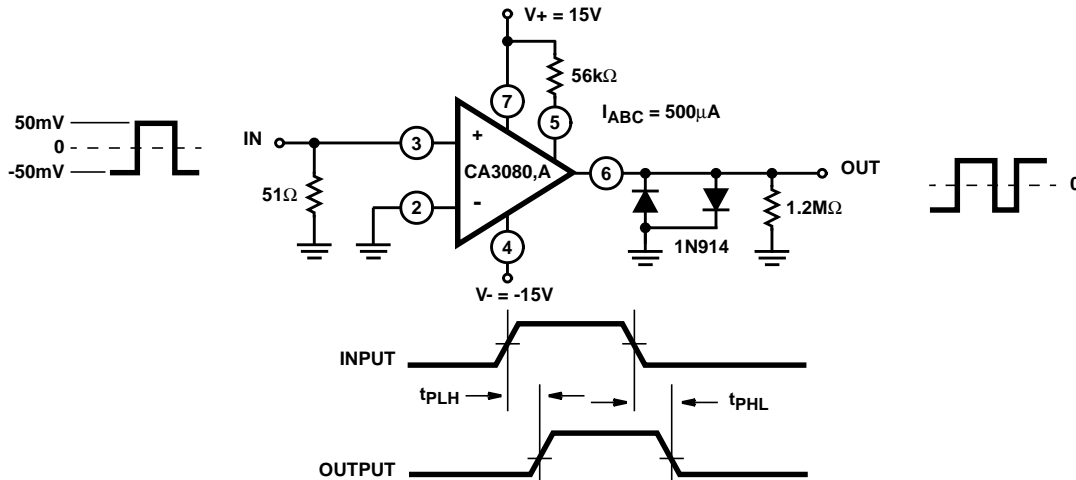 V+ = 15V
56kΩ
7
5
I_ABC = 500μA
50mV
0
-50mV
IN
3
+
CA3080,A
6
OUT
0
51Ω
2
-
4
1.2MΩ
1N914
V- = -15V
INPUT
t_PLH
t_PHL
OUTPUT